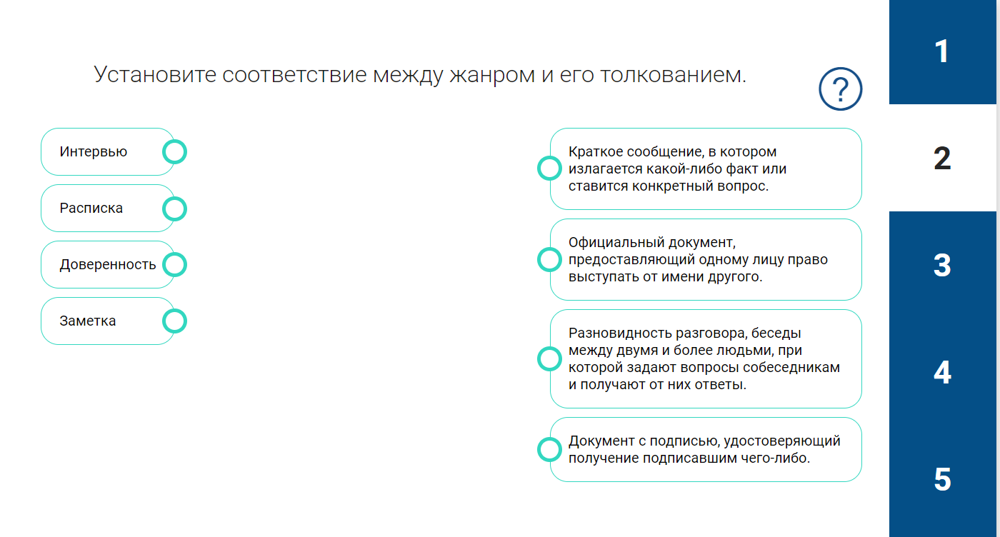 Установите соответствие между жанром и его толкованием.
?
Интервью
Расписка
Доверенность
Заметка
Краткое сообщение, в котором
излагается какой-либо факт или
ставится конкретный вопрос.
Официальный документ,
предоставляющий одному лицу право
выступать от имени другого.
Разновидность разговора, беседы
между двумя и более людьми, при
которой задают вопросы собеседникам
и получают от них ответы.
Документ с подписью, удостоверяющий
получение подписавшим чего-либо.
1
2
3
4
5